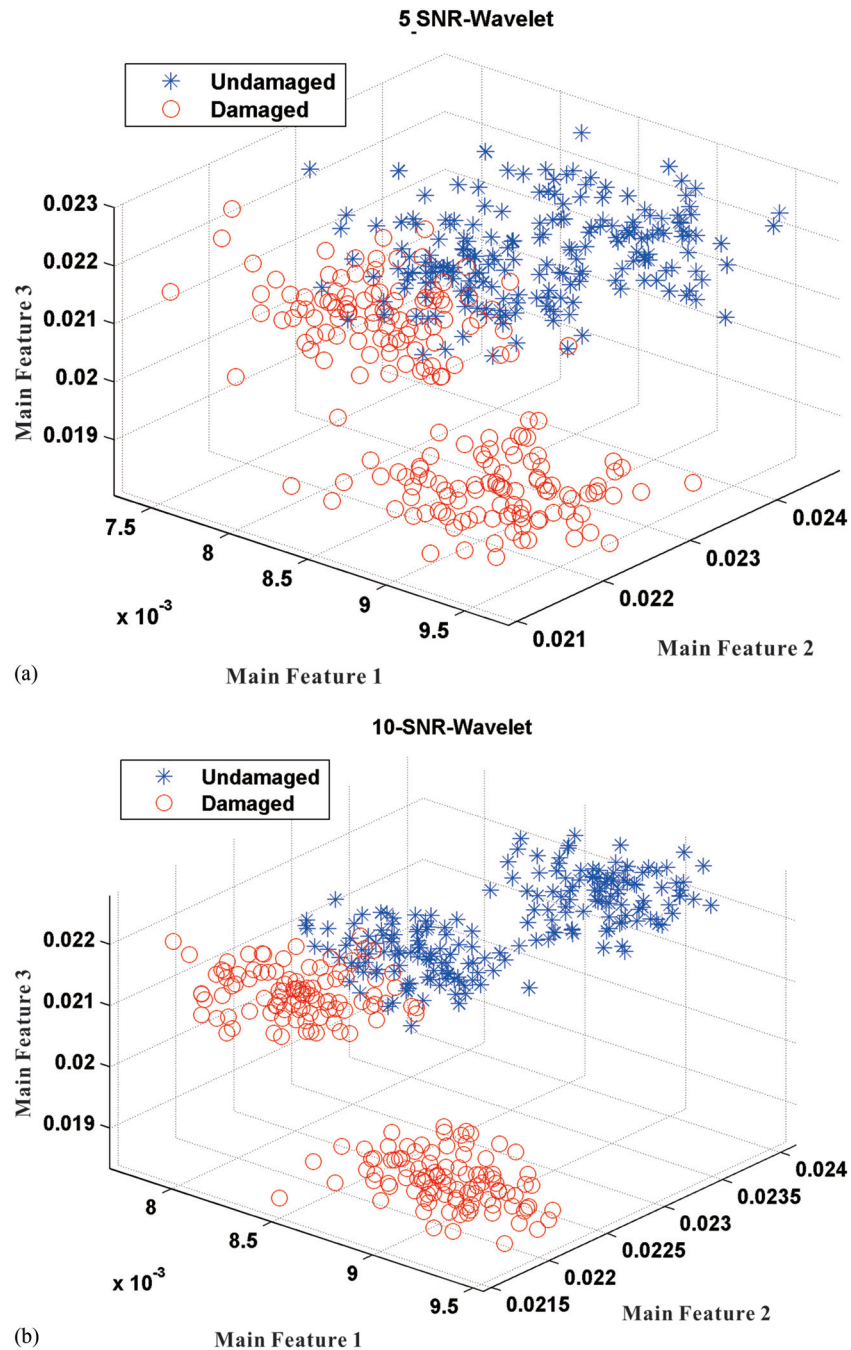 5_SNR-Wavelet
Undamaged
Damaged
0.023
0.022
0.021
0.02
0.019
Main Feature 3
7.5
8
8.5
9
9.5
x 10-3
Main Feature 1
0.021
0.022
0.023
0.024
Main Feature 2
(a)
10-SNR-Wavelet
Undamaged
Damaged
0.022
0.021
0.02
0.019
Main Feature 3
8
8.5
9
9.5
x 10-3
Main Feature 1
0.0215
0.022
0.0225
0.023
0.0235
0.024
Main Feature 2
(b)